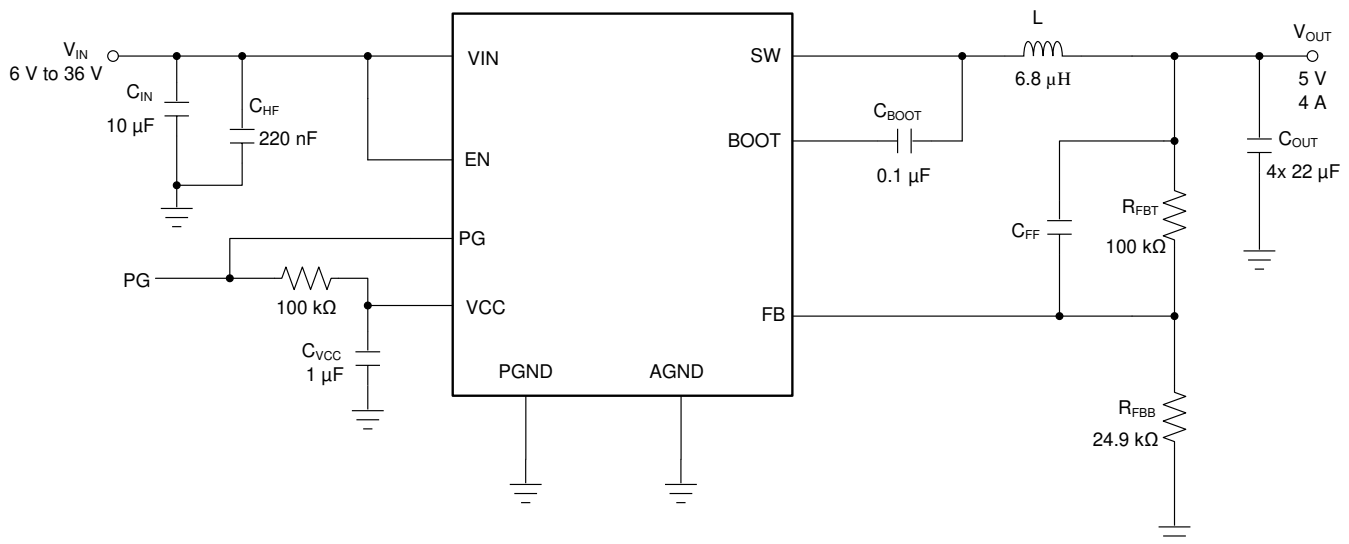 V_IN
6 V to 36 V
C_IN
10 µF
C_HF
220 nF
VIN
EN
PG
VCC
PGND
AGND
SW
BOOT
FB
PG
100 kΩ
C_VCC
1 µF
L
6.8 µH
C_BOOT
0.1 µF
V_OUT
5 V
4 A
C_OUT
4x 22 µF
C_FF
R_FBT
100 kΩ
R_FBB
24.9 kΩ